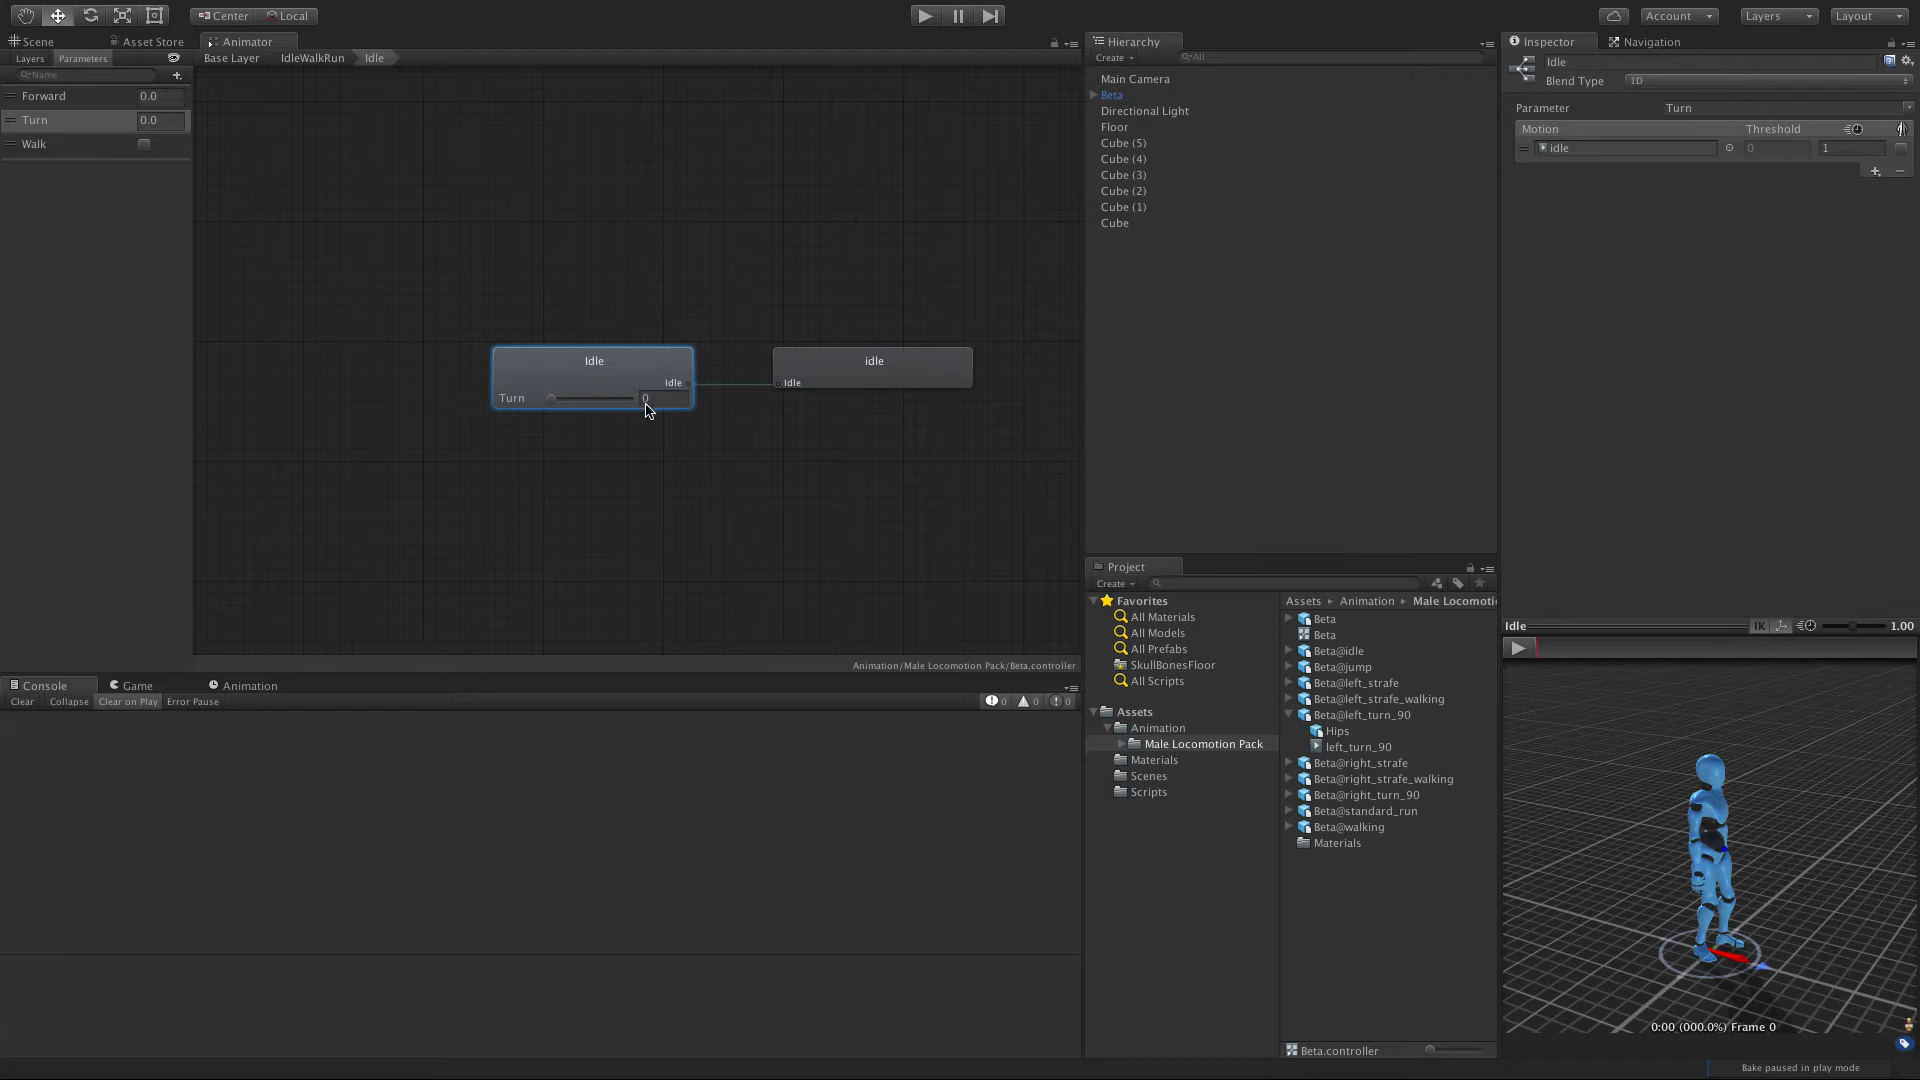 Center
Local
Account
Layers
Layout
Scene
Asset Store
Animator
Hierarchy
Inspector
Navigation
Layers
Parameters
Base Layer
IdleWalkRun
Idle
Create
All
Idle
Name
Main Camera
Blend Type
1D
Forward
0.0
Beta
Turn
0.0
Directional Light
Parameter
Turn
Walk
Floor
Motion
Threshold
Cube (5)
idle
0
1
Cube (4)
Cube (3)
Cube (2)
Cube (1)
Cube
Idle
idle
Idle
Idle
Turn
0
Animation/Male Locomotion Pack/Beta.controller
Project
Create
Favorites
All Materials
All Models
All Prefabs
SkullBonesFloor
All Scripts
Assets
Animation
Male Locomotion Pack
Materials
Scenes
Scripts
Assets
Animation
Male Locomoti
Beta
Beta
Beta@idle
Beta@jump
Beta@left_strafe
Beta@left_strafe_walking
Beta@left_turn_90
Hips
left_turn_90
Beta@right_strafe
Beta@right_strafe_walking
Beta@right_turn_90
Beta@standard_run
Beta@walking
Materials
Beta.controller
Idle
IK
1.00
0:00 (000.0%) Frame 0
Console
Game
Animation
Clear
Collapse
Clear on Play
Error Pause
0
0
0
Bake paused in play mode